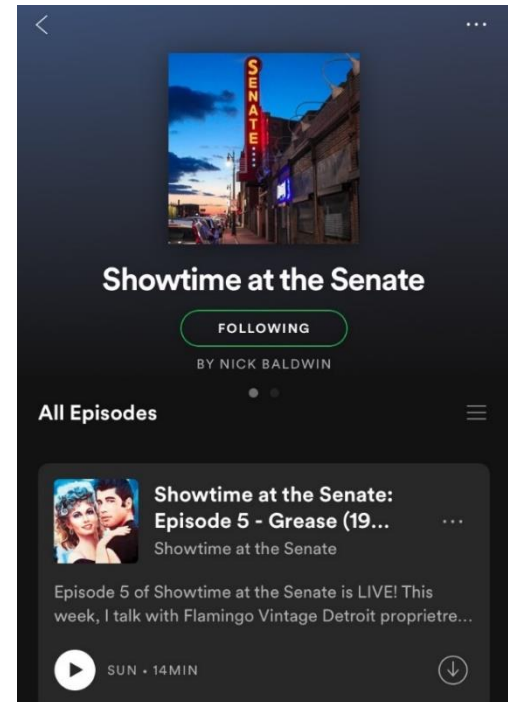 SENATE
Showtime at the Senate
FOLLOWING
BY NICK BALDWIN
All Episodes
Showtime at the Senate:
Episode 5 - Grease (19...
Showtime at the Senate
Episode 5 of Showtime at the Senate is LIVE! This
week, I talk with Flamingo Vintage Detroit proprietre...
SUN • 14MIN